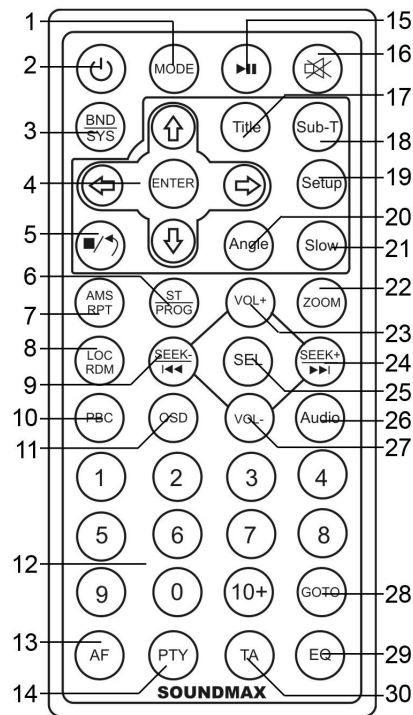 1
15
2
MODE
16
BND
SYS
Title
Sub-T
17
3
18
4
ENTER
Setup
19
20
5
Angle
Slow
21
6
AMS
RPT
ST
PROG
VOL+
ZOOM
22
7
23
8
LOC
RDM
SEEK-
SEL
SEEK+
24
9
25
10
PBC
OSD
VOL-
Audio
26
11
27
1
2
3
4
5
6
7
8
12
9
0
10+
GOTO
28
13
AF
PTY
TA
EQ
29
14
SOUNDMAX
30